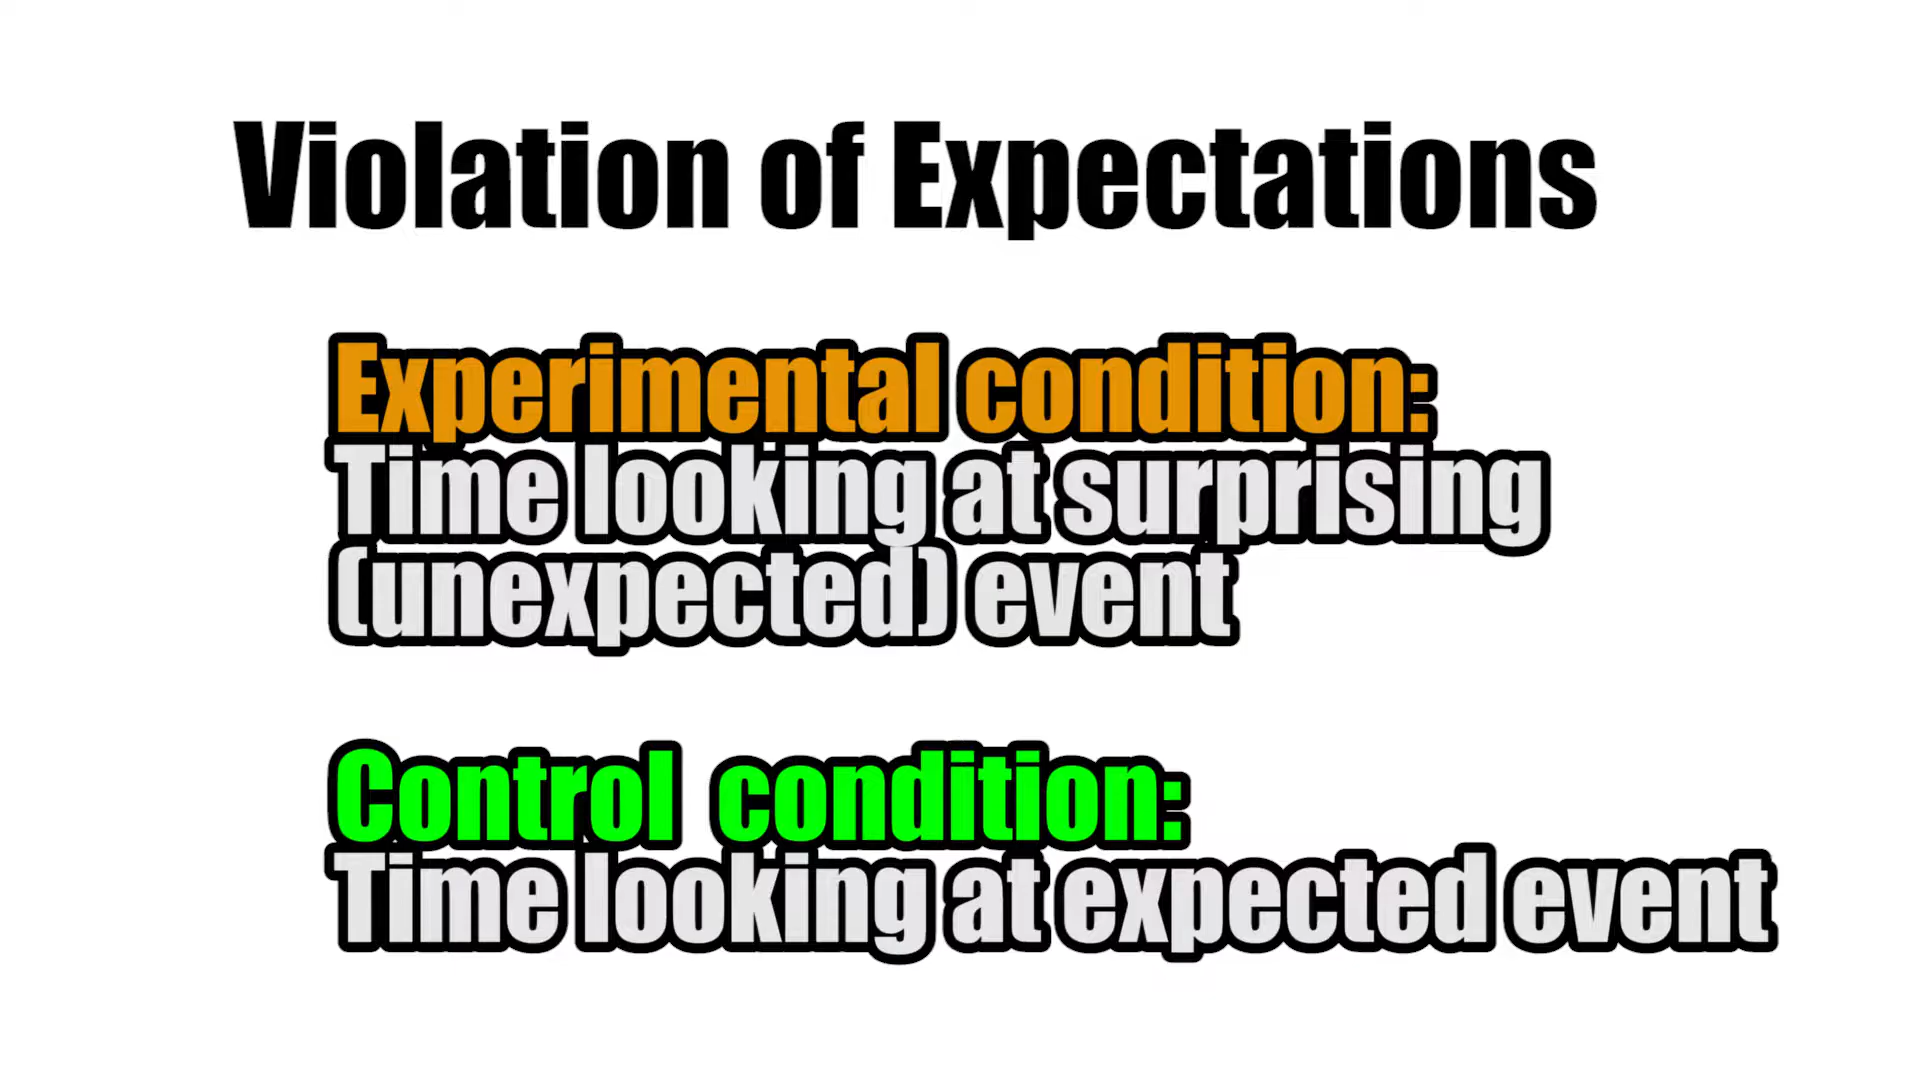 Violation of Expectations
Experimental condition:
Time looking at surprising
(unexpected) event
Control condition:
Time looking at expected event